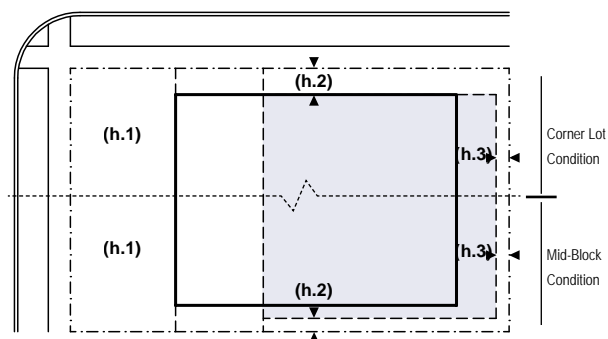 (h.2)
(h.1)
(h.3)
Corner Lot
Condition
(h.1)
(h.3)
Mid-Block
Condition
(h.2)